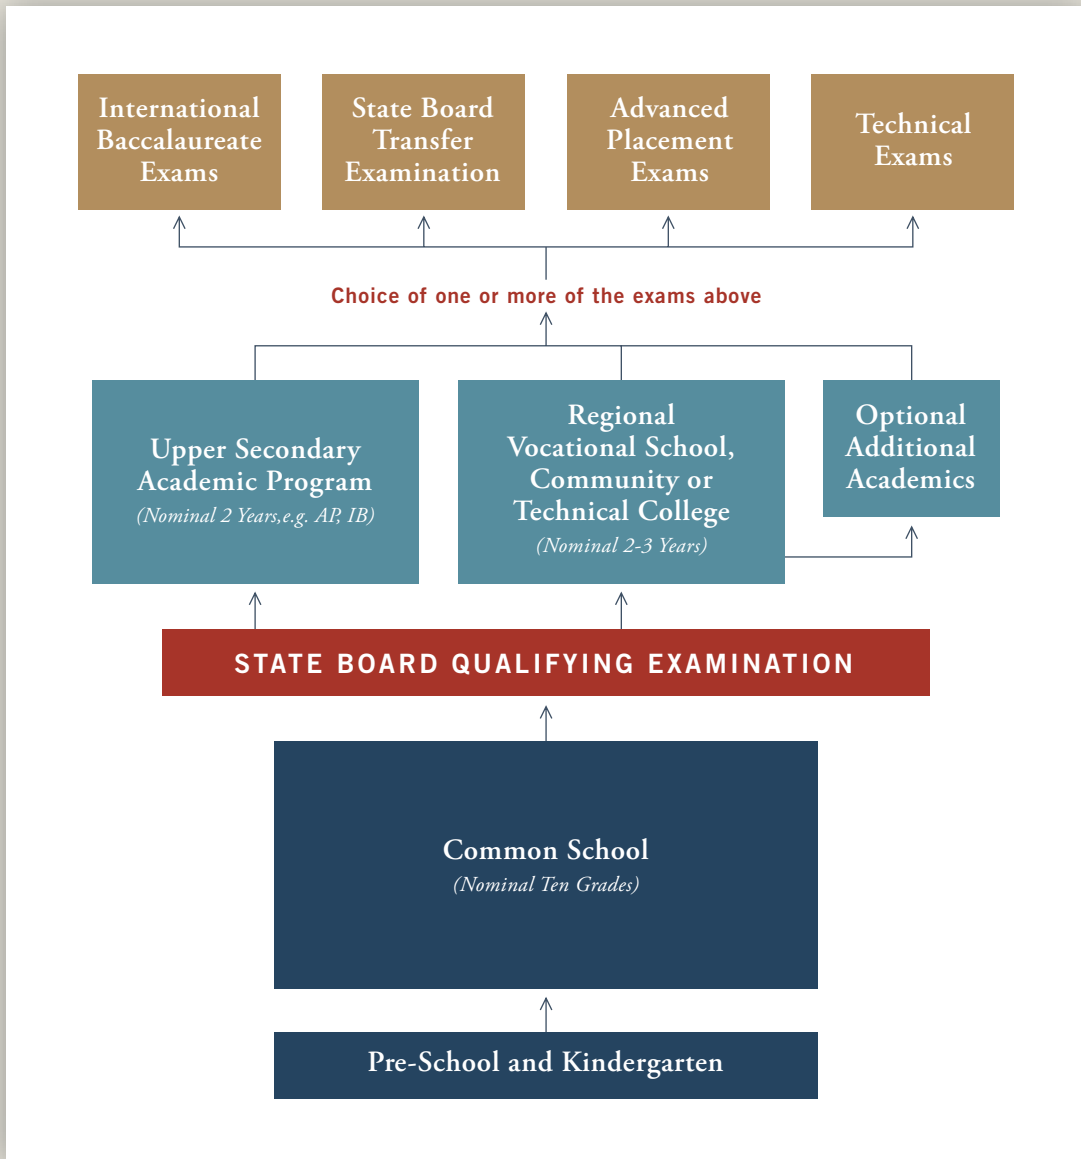 International
Baccalaureate
Exams
State Board
Transfer
Examination
Advanced
Placement
Exams
Technical
Exams
Choice of one or more of the exams above
Upper Secondary
Academic Program
(Nominal 2 Years,e.g. AP, IB)
Regional
Vocational School,
Community or
Technical College
(Nominal 2-3 Years)
Optional
Additional
Academics
STATE BOARD QUALIFYING EXAMINATION
Common School
(Nominal Ten Grades)
Pre-School and Kindergarten